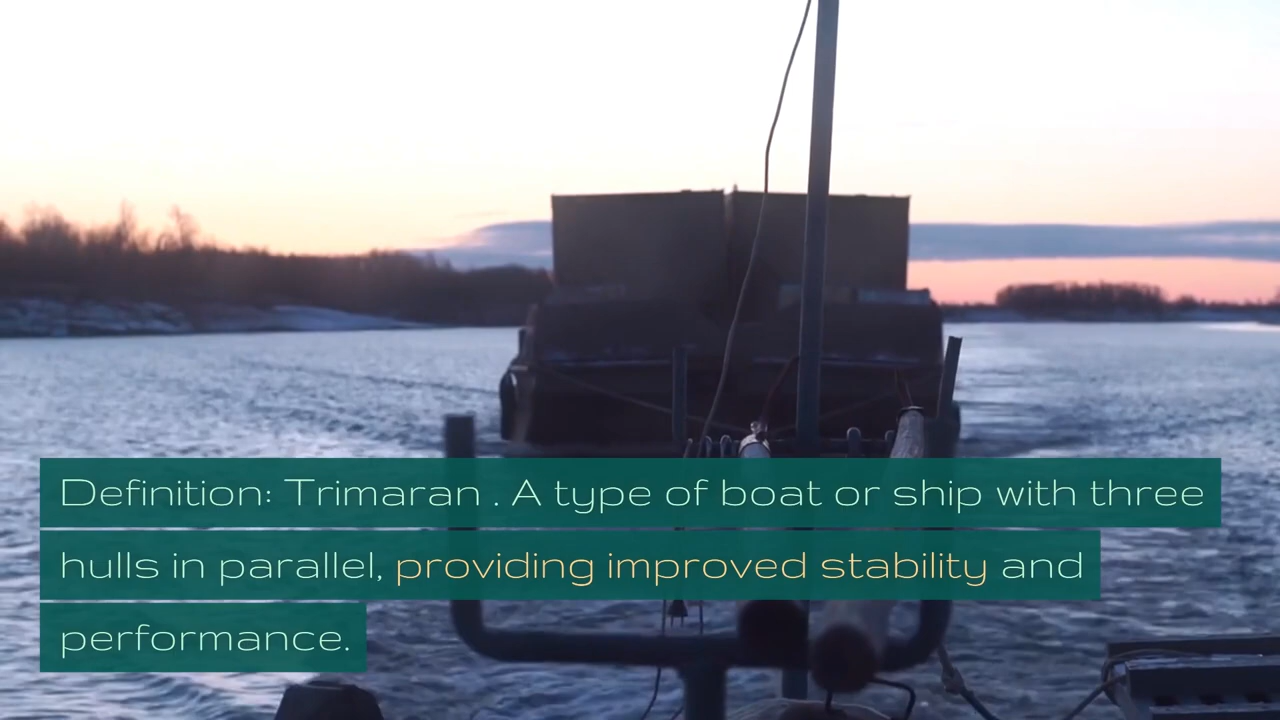 Definition: Trimaran . A type of boat or ship with three
hulls in parallel, providing improved stability and
performance.